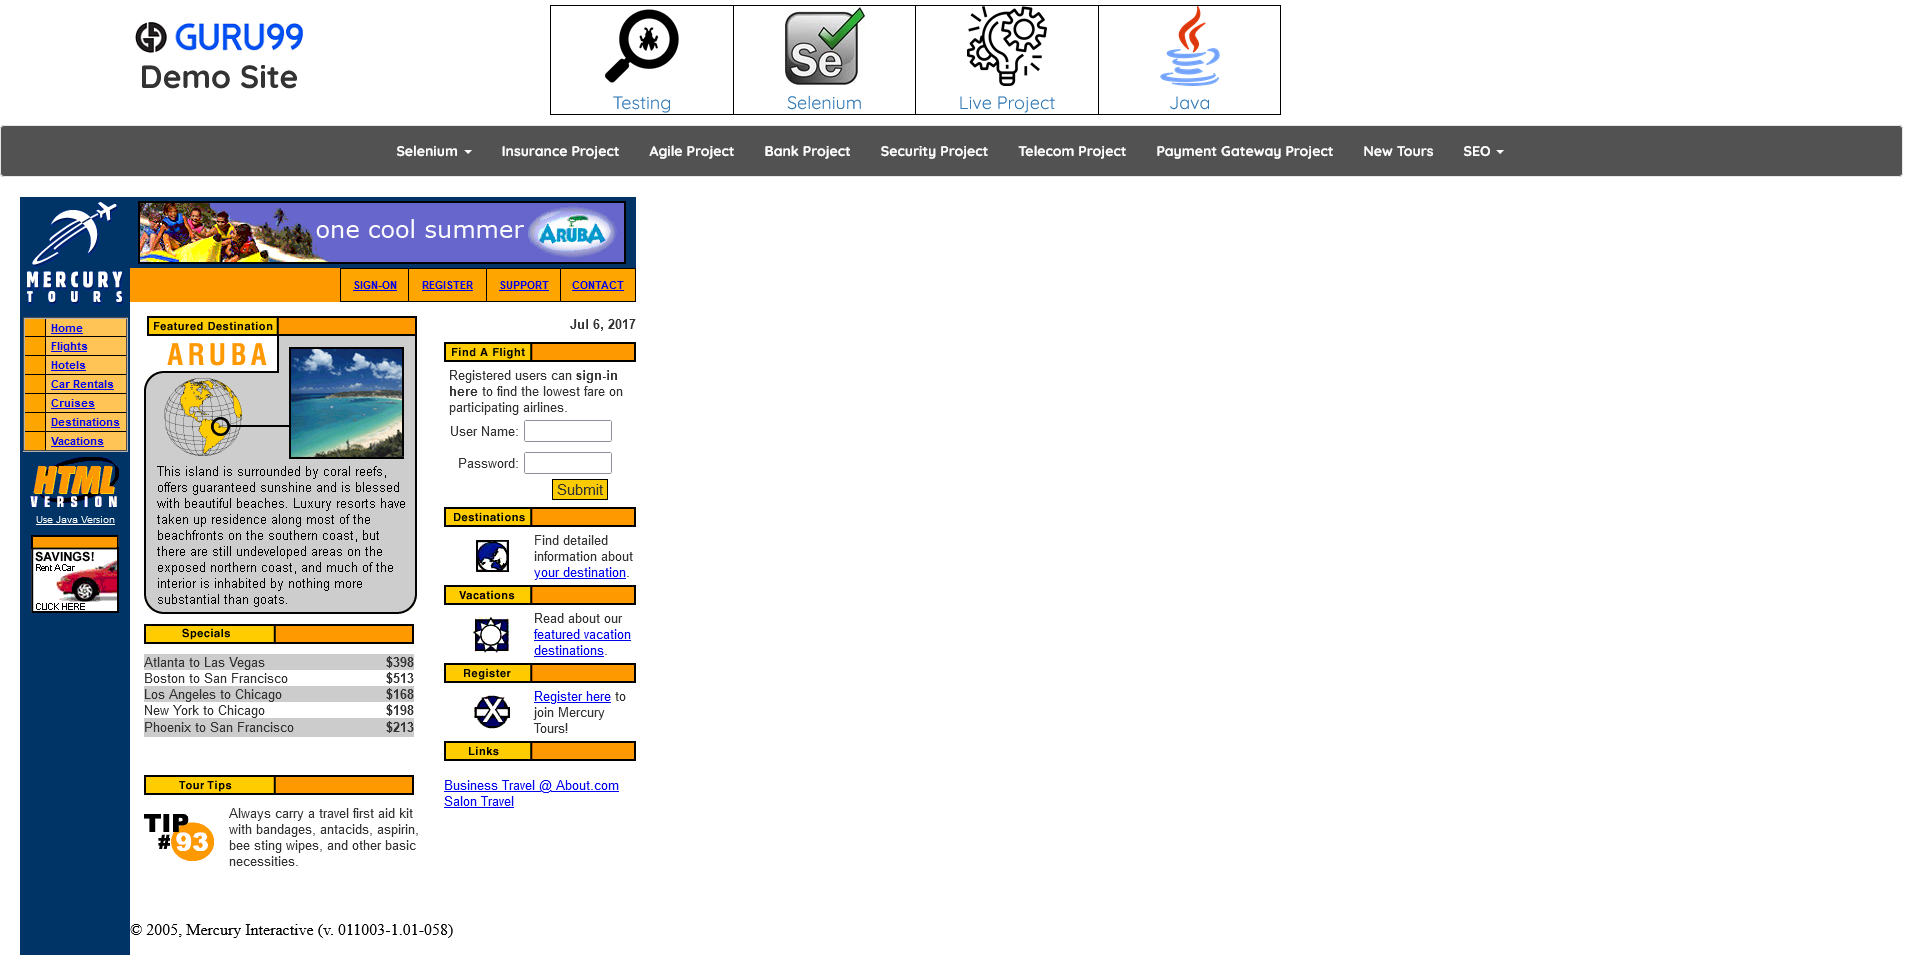 GURU99
Demo Site
Testing
Selenium
Live Project
Java
Se
Selenium
Insurance Project
Agile Project
Bank Project
Security Project
Telecom Project
Payment Gateway Project
New Tours
SEO
MERCURY
TOURS
one cool summer
ARUBA
SIGN-ON
REGISTER
SUPPORT
CONTACT
Home
Flights
Hotels
Car Rentals
Cruises
Destinations
Vacations
HTML
VERSION
Use Java Version
SAVINGS!
Rent A Car
CLICK HERE
Featured Destination
ARUBA
This island is surrounded by coral reefs,
offers guaranteed sunshine and is blessed
with beautiful beaches. Luxury resorts have
taken up residence along most of the
beachfronts on the southern coast, but
there are still undeveloped areas on the
exposed northern coast, and much of the
interior is inhabited by nothing more
substantial than goats.
Specials
Atlanta to Las Vegas $398
Boston to San Francisco $513
Los Angeles to Chicago $168
New York to Chicago $198
Phoenix to San Francisco $213
Tour Tips
TIP
#93
Always carry a travel first aid kit
with bandages, antacids, aspirin,
bee sting wipes, and other basic
necessities.
Jul 6, 2017
Find A Flight
Registered users can sign-in
here to find the lowest fare on
participating airlines.
User Name:
Password:
Submit
Destinations
Find detailed
information about
your destination.
Vacations
Read about our
featured vacation
destinations.
Register
Register here to
join Mercury
Tours!
Links
Business Travel @ About.com
Salon Travel
© 2005, Mercury Interactive (v. 011003-1.01-058)